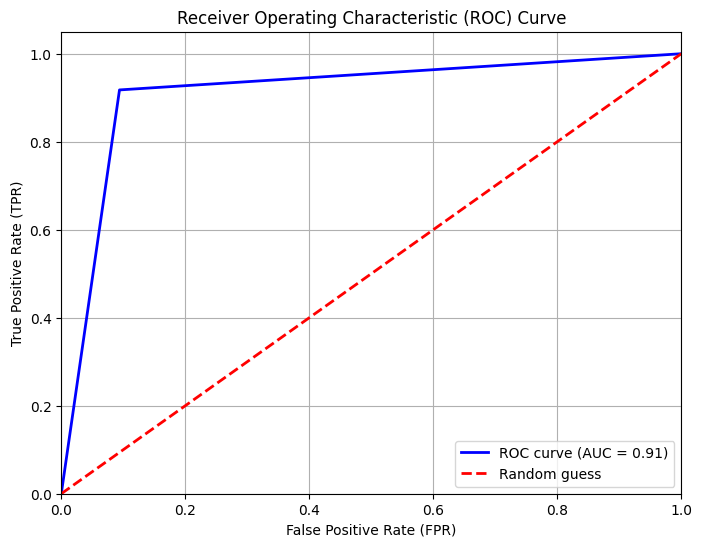 Receiver Operating Characteristic (ROC) Curve
True Positive Rate (TPR)
1.0
0.8
0.6
0.4
0.2
0.0
0.0 0.2 0.4 0.6 0.8 1.0
False Positive Rate (FPR)
ROC curve (AUC = 0.91)
Random guess